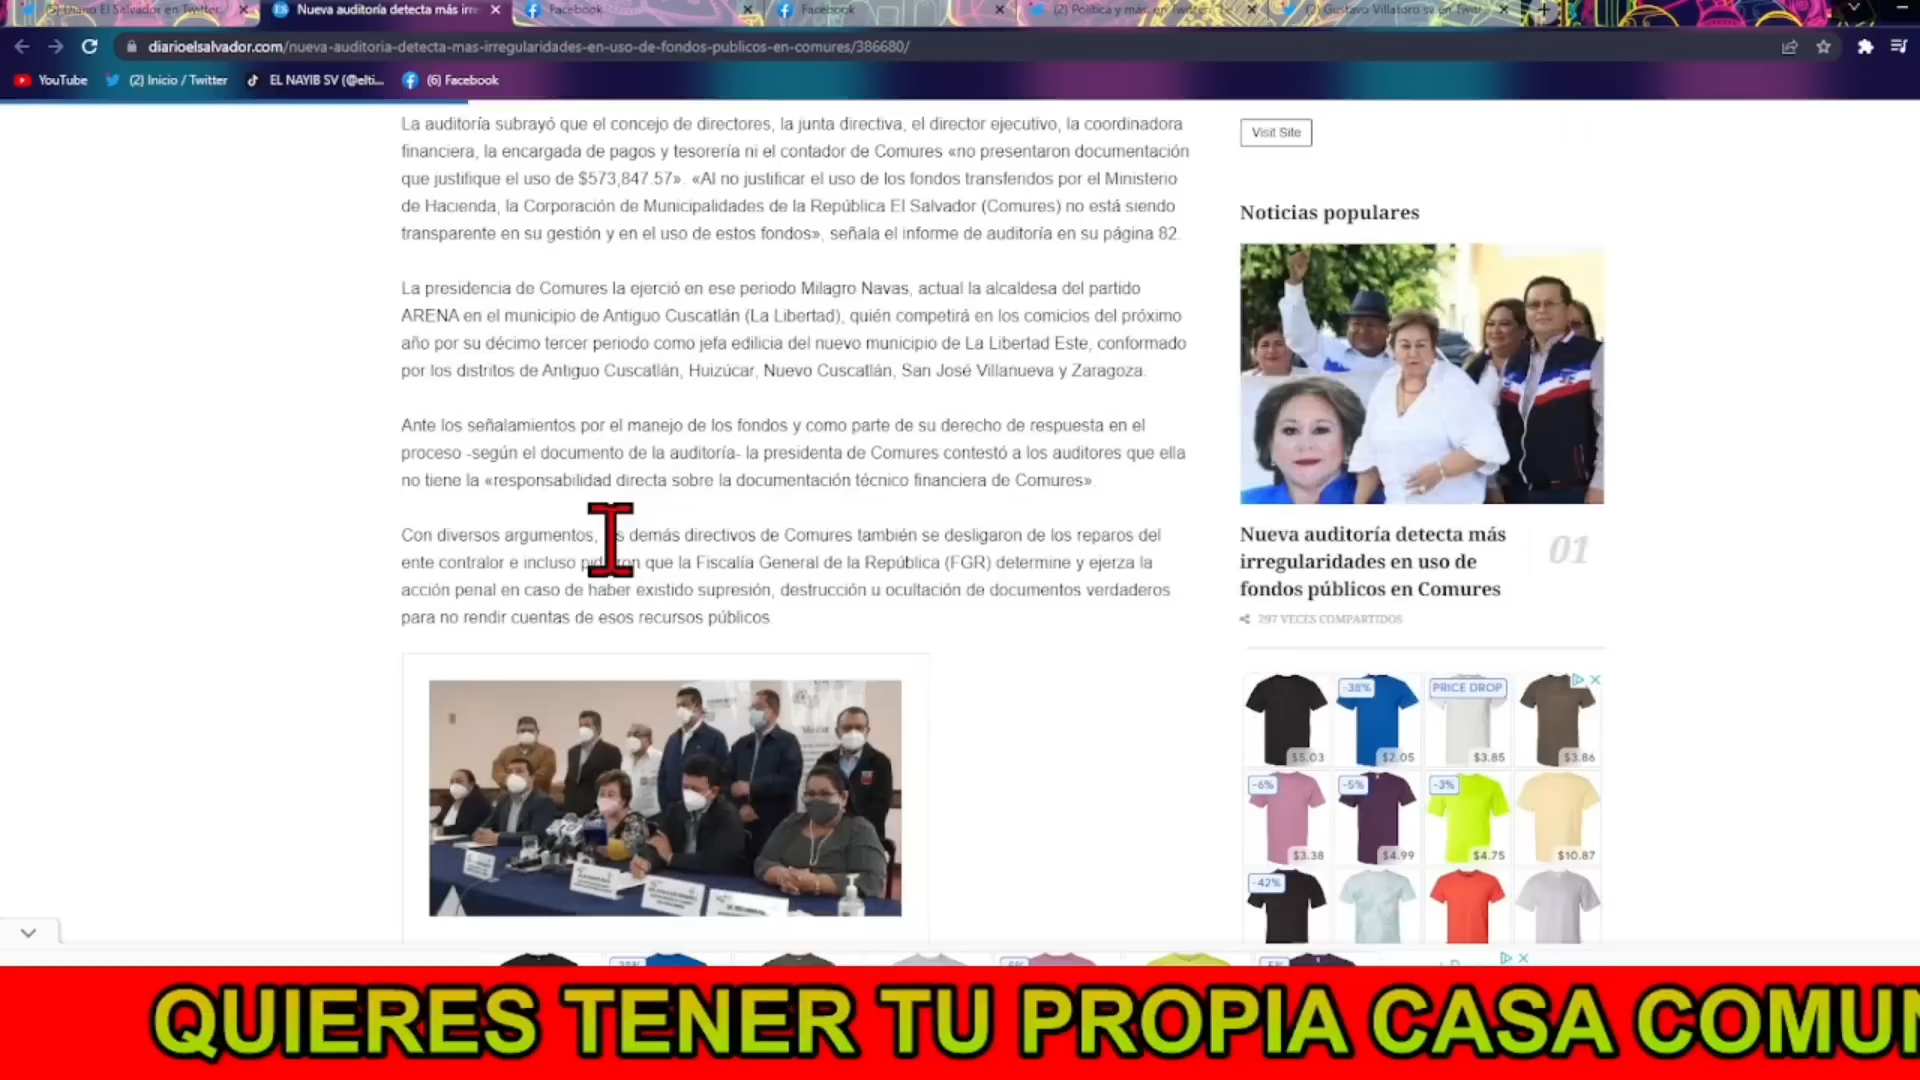 Diario El Salvador en Twitter
Nueva auditoría detecta más irre
Facebook
Facebook
(2) Política y más en Twitter
(2) Gustavo Villatoro sv en Twitt
diarioelsalvador.com/nueva-auditoria-detecta-mas-irregularidades-en-uso-de-fondos-publicos-en-comures/386680/
YouTube
(2) Inicio / Twitter
EL NAYIB SV (@elti...
(6) Facebook
La auditoría subrayó que el concejo de directores, la junta directiva, el director ejecutivo, la coordinadora
financiera, la encargada de pagos y tesorería ni el contador de Comures «no presentaron documentación
que justifique el uso de $573,847.57». «Al no justificar el uso de los fondos transferidos por el Ministerio
de Hacienda, la Corporación de Municipalidades de la República El Salvador (Comures) no está siendo
transparente en su gestión y en el uso de estos fondos», señala el informe de auditoría en su página 82.
La presidencia de Comures la ejerció en ese periodo Milagro Navas, actual la alcaldesa del partido
ARENA en el municipio de Antiguo Cuscatlán (La Libertad), quién competirá en los comicios del próximo
año por su décimo tercer periodo como jefa edilicia del nuevo municipio de La Libertad Este, conformado
por los distritos de Antiguo Cuscatlán, Huizúcar, Nuevo Cuscatlán, San José Villanueva y Zaragoza.
Ante los señalamientos por el manejo de los fondos y como parte de su derecho de respuesta en el
proceso -según el documento de la auditoría- la presidenta de Comures contestó a los auditores que ella
no tiene la «responsabilidad directa sobre la documentación técnico financiera de Comures».
Con diversos argumentos, demás directivos de Comures también se desligaron de los reparos del
ente contralor e incluso que la Fiscalía General de la República (FGR) determine y ejerza la
acción penal en caso de haber existido supresión, destrucción u ocultación de documentos verdaderos
para no rendir cuentas de esos recursos públicos.
Visit Site
Noticias populares
Nueva auditoría detecta más
irregularidades en uso de
fondos públicos en Comures
01
297 VECES COMPARTIDOS
-38%
PRICE DROP
$5.03
$2.05
$3.85
$3.86
-6%
-5%
-3%
$3.38
$4.99
$4.75
$10.87
-42%
QUIERES TENER TU PROPIA CASA COMUN